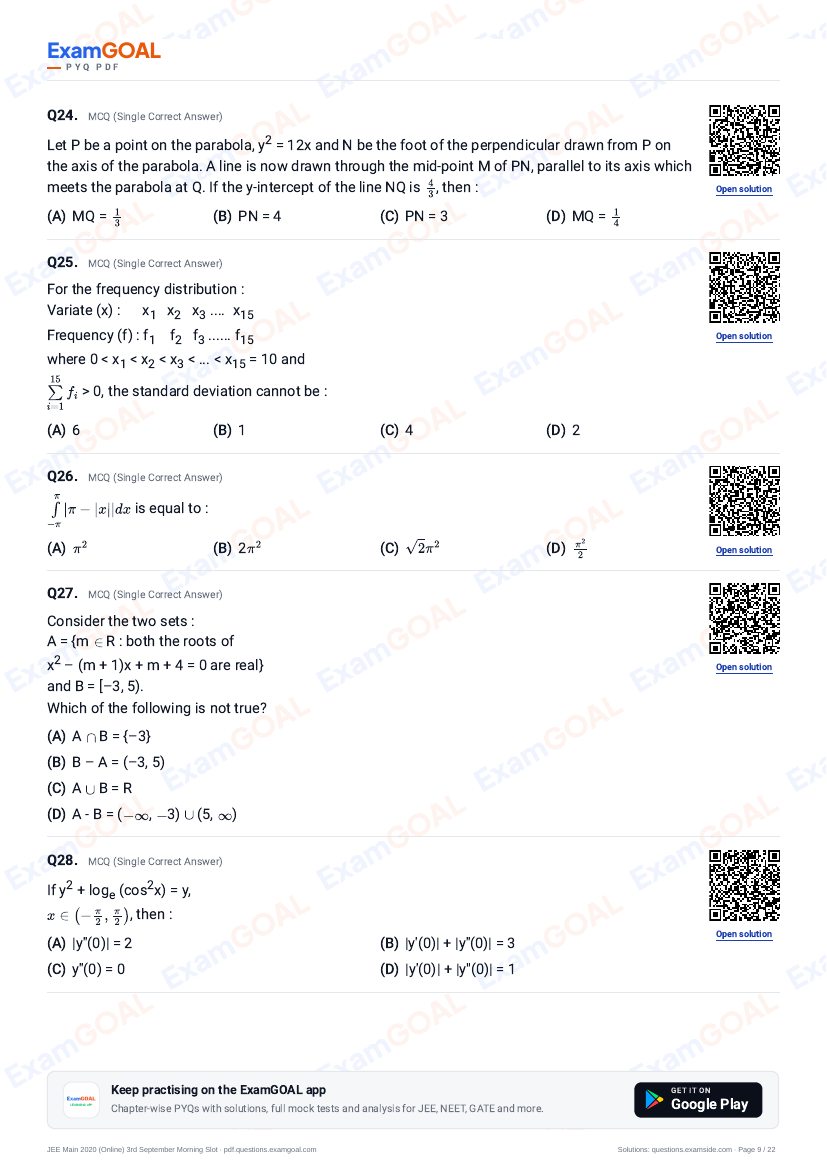 ExamGOAL
PYQ PDF
Q24. MCQ (Single Correct Answer)
Let P be a point on the parabola, y² = 12x and N be the foot of the perpendicular drawn from P on
the axis of the parabola. A line is now drawn through the mid-point M of PN, parallel to its axis which
meets the parabola at Q. If the y-intercept of the line NQ is 4/3, then :
(A) MQ = 1/3 (B) PN = 4 (C) PN = 3 (D) MQ = 1/4
Open solution
Q25. MCQ (Single Correct Answer)
For the frequency distribution :
Variate (x) : x₁ x₂ x₃ .... x₁₅
Frequency (f) : f₁ f₂ f₃ ...... f₁₅
where 0 < x₁ < x₂ < x₃ < ... < x₁₅ = 10 and
∑_{i=1}^{15} fᵢ > 0, the standard deviation cannot be :
(A) 6 (B) 1 (C) 4 (D) 2
Open solution
Q26. MCQ (Single Correct Answer)
∫_{−π}^{π} |π − |x||dx is equal to :
(A) π² (B) 2π² (C) √2π² (D) π²/2
Open solution
Q27. MCQ (Single Correct Answer)
Consider the two sets :
A = {m ∈ R : both the roots of
x² − (m + 1)x + m + 4 = 0 are real}
and B = [−3, 5).
Which of the following is not true?
(A) A ∩ B = {−3}
(B) B − A = (−3, 5)
(C) A ∪ B = R
(D) A - B = (−∞, −3) ∪ (5, ∞)
Open solution
Q28. MCQ (Single Correct Answer)
If y² + logₑ (cos²x) = y,
x ∈ (−π/2, π/2), then :
(A) |y''(0)| = 2 (B) |y'(0)| + |y''(0)| = 3
(C) y''(0) = 0 (D) |y'(0)| + |y''(0)| = 1
Open solution
ExamGOAL
Keep practising on the ExamGOAL app
Chapter-wise PYQs with solutions, full mock tests and analysis for JEE, NEET, GATE and more.
GET IT ON
Google Play
JEE Main 2020 (Online) 3rd September Morning Slot · pdf.questions.examgoal.com
Solutions: questions.examside.com · Page 9 / 22